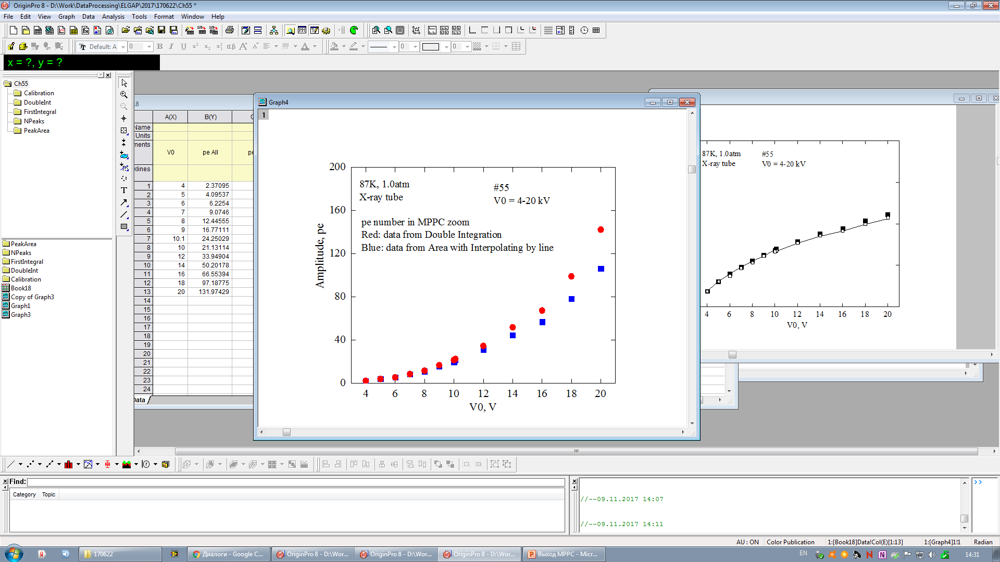 OriginPro 8 - D:\Work\DataProcessing\ELGAP\2017\170622\Ch55 *
File Edit View Graph Data Analysis Tools Format Window Help
Default: A 0 B I U αβ A 0 0
x = ?, y = ?
Ch55
Calibration
DoubleInt
FirstIntegral
NPeaks
PeakArea
PeakArea
NPeaks
FirstIntegral
DoubleInt
Calibration
Book18
Copy of Graph3
Graph1
Graph3
A(X) B(Y)
Name
Units
V0 pe All
1 4 2.37095
2 5 4.09537
3 6 6.2254
4 7 9.0746
5 8 12.44555
6 9 16.77111
7 10.1 24.25029
8 10 21.13114
9 12 33.94904
10 14 50.20178
11 16 66.55394
12 18 97.18775
13 20 131.97429
14
15
16
17
18
19
20
21
22
23
24
Data
Graph4
1
200
160
120
80
40
0
Amplitude, pe
87K, 1.0atm
X-ray tube
#55
V0 = 4-20 kV
pe number in MPPC zoom
Red: data from Double Integration
Blue: data from Area with Interpolating by line
4 6 8 10 12 14 16 18 20
V0, V
87K, 1.0atm #55
X-ray tube V0 = 4-20 kV
4 6 8 10 12 14 16 18 20
V0, V
Find:
Category Topic
//--09.11.2017 14:07
//--09.11.2017 14:11
>>
AU : ON Color Publication 1:[Book18]Data!Col(E)[1:13] 1:[Graph4]1!1 Radian
170622
Диалоги - Google C...
OriginPro 8 - D:\Wor...
OriginPro 8 - D:\Wor...
OriginPro 8 - D:\Wor...
Выход MPPC - Micr...
EN
14:31